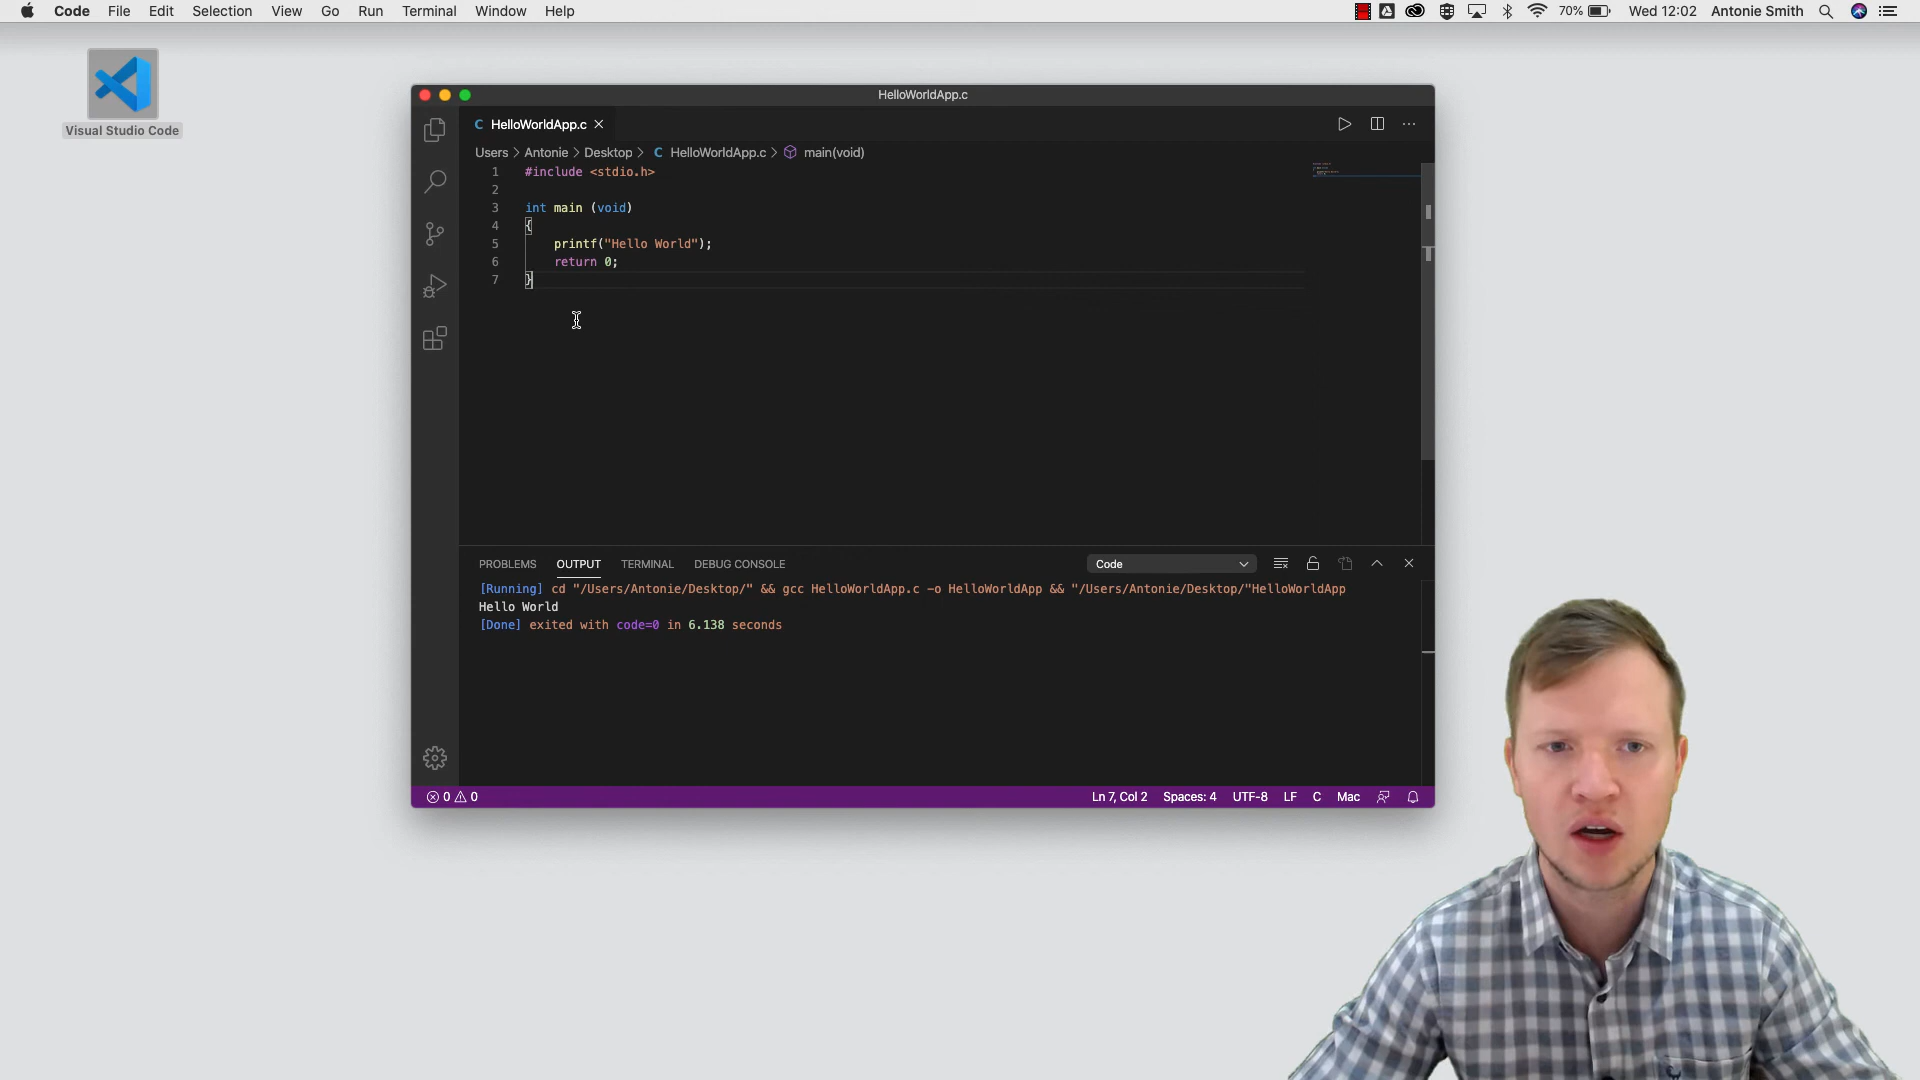 Code File Edit Selection View Go Run Terminal Window Help 70% Wed 12:02 Antonie Smith
Visual Studio Code
HelloWorldApp.c
C HelloWorldApp.c
Users > Antonie > Desktop > C HelloWorldApp.c > main(void)
1 #include <stdio.h>
2
3 int main (void)
4 {
5 printf("Hello World");
6 return 0;
7 }
PROBLEMS OUTPUT TERMINAL DEBUG CONSOLE Code
[Running] cd "/Users/Antonie/Desktop/" && gcc HelloWorldApp.c -o HelloWorldApp && "/Users/Antonie/Desktop/"HelloWorldApp
Hello World
[Done] exited with code=0 in 6.138 seconds
0 0 Ln 7, Col 2 Spaces: 4 UTF-8 LF C Mac